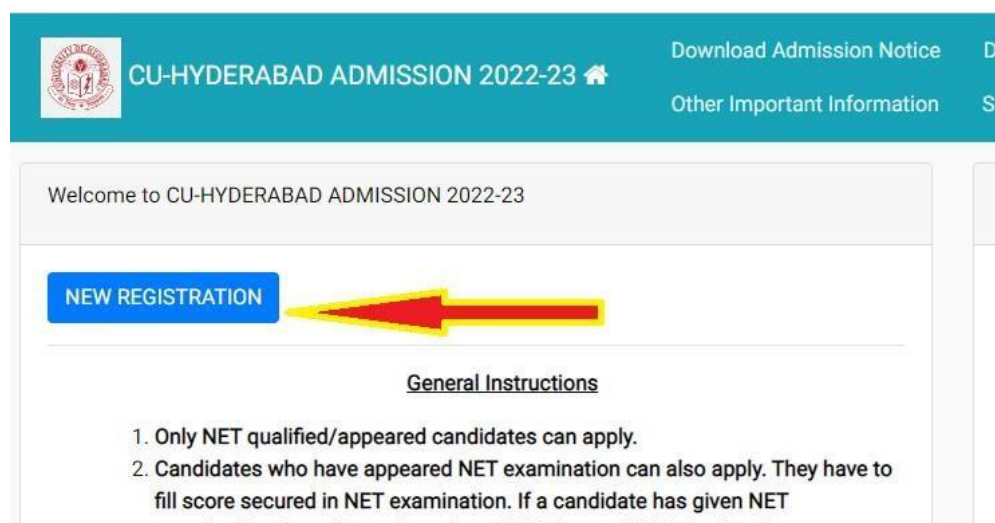 CU-HYDERABAD ADMISSION 2022-23
Download Admission Notice D
Other Important Information S
Welcome to CU-HYDERABAD ADMISSION 2022-23
NEW REGISTRATION
General Instructions
1. Only NET qualified/appeared candidates can apply.
2. Candidates who have appeared NET examination can also apply. They have to
fill score secured in NET examination. If a candidate has given NET